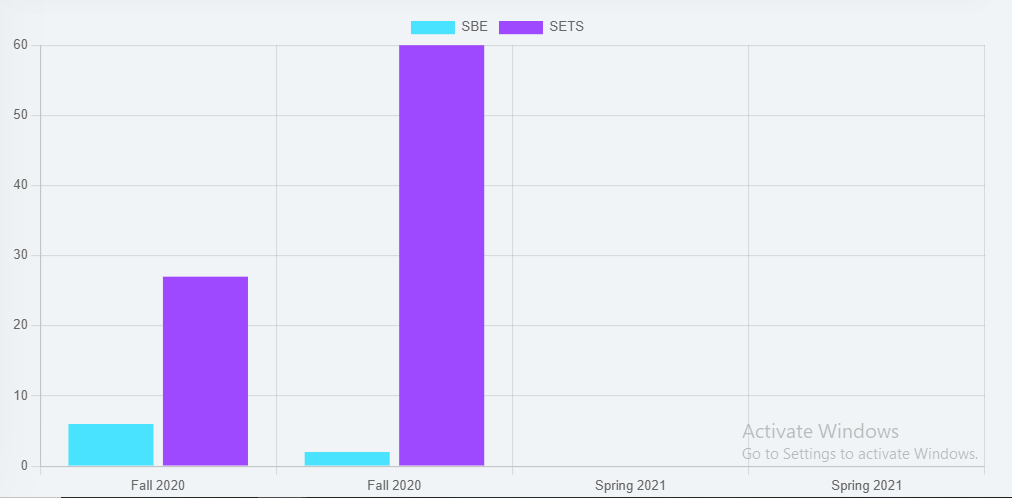 SBE SETS
60
50
40
30
20
10
0
Fall 2020 Fall 2020 Spring 2021 Spring 2021
Activate Windows
Go to Settings to activate Windows.